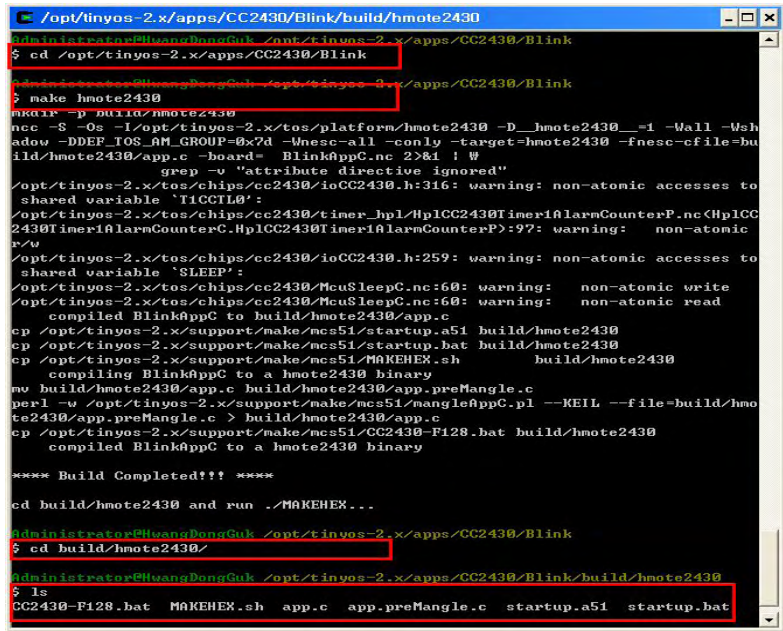 /opt/tinyos-2.x/apps/CC2430/Blink/build/hmote2430
Administrator@HwangDongGuk /opt/tinyos-2.x/apps/CC2430/Blink
$ cd /opt/tinyos-2.x/apps/CC2430/Blink
Administrator@HwangDongGuk /opt/tinyos-2.x/apps/CC2430/Blink
$ make hmote2430
mkdir -p build/hmote2430
ncc -S -Os -I/opt/tinyos-2.x/tos/platform/hmote2430 -D__hmote2430__=1 -Wall -Wsh
adow -DDEF_TOS_AM_GROUP=0x7d -Wnesc-all -conly -target=hmote2430 -fnesc-cfile=bu
ild/hmote2430/app.c -board=  BlinkAppC.nc 2>&1 | ₩
grep -v "attribute directive ignored"
/opt/tinyos-2.x/tos/chips/cc2430/ioCC2430.h:316: warning: non-atomic accesses to
shared variable `T1CCTL0':
/opt/tinyos-2.x/tos/chips/cc2430/timer_hpl/HplCC2430Timer1AlarmCounterP.nc(HplCC
2430Timer1AlarmCounterC.HplCC2430Timer1AlarmCounterP):97: warning:   non-atomic
r/w
/opt/tinyos-2.x/tos/chips/cc2430/ioCC2430.h:259: warning: non-atomic accesses to
shared variable `SLEEP':
/opt/tinyos-2.x/tos/chips/cc2430/McuSleepC.nc:60: warning:   non-atomic write
/opt/tinyos-2.x/tos/chips/cc2430/McuSleepC.nc:60: warning:   non-atomic read
compiled BlinkAppC to build/hmote2430/app.c
cp /opt/tinyos-2.x/support/make/mcs51/startup.a51 build/hmote2430
cp /opt/tinyos-2.x/support/make/mcs51/startup.bat build/hmote2430
cp /opt/tinyos-2.x/support/make/mcs51/MAKEHEX.sh         build/hmote2430
compiling BlinkAppC to a hmote2430 binary
mv build/hmote2430/app.c build/hmote2430/app.preMangle.c
perl -w /opt/tinyos-2.x/support/make/mcs51/mangleAppC.pl --KEIL --file=build/hmo
te2430/app.preMangle.c > build/hmote2430/app.c
cp /opt/tinyos-2.x/support/make/mcs51/CC2430-F128.bat build/hmote2430
compiled BlinkAppC to a hmote2430 binary
**** Build Completed!!! ****
cd build/hmote2430 and run ./MAKEHEX...
Administrator@HwangDongGuk /opt/tinyos-2.x/apps/CC2430/Blink
$ cd build/hmote2430/
Administrator@HwangDongGuk /opt/tinyos-2.x/apps/CC2430/Blink/build/hmote2430
$ ls
CC2430-F128.bat  MAKEHEX.sh  app.c  app.preMangle.c  startup.a51  startup.bat